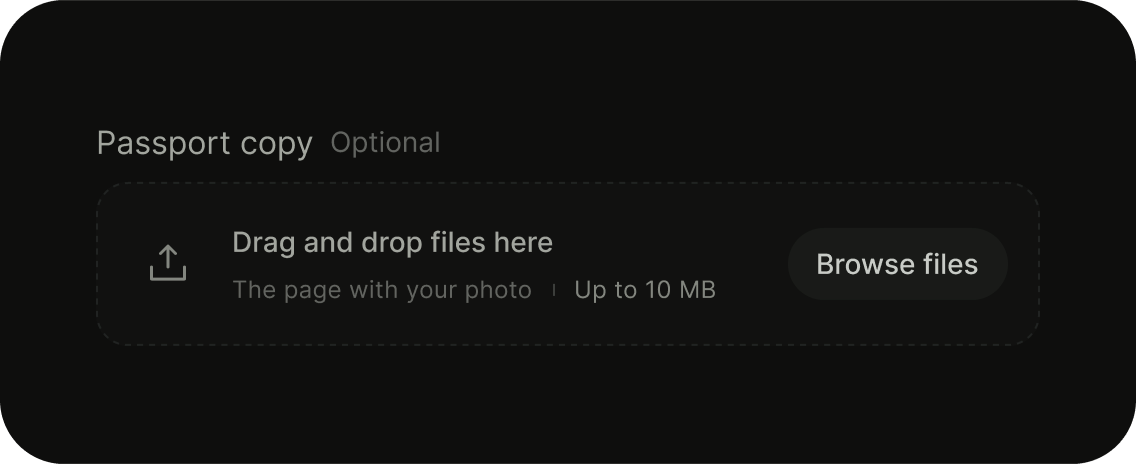 Passport copy Optional
Drag and drop files here
The page with your photo | Up to 10 MB
Browse files